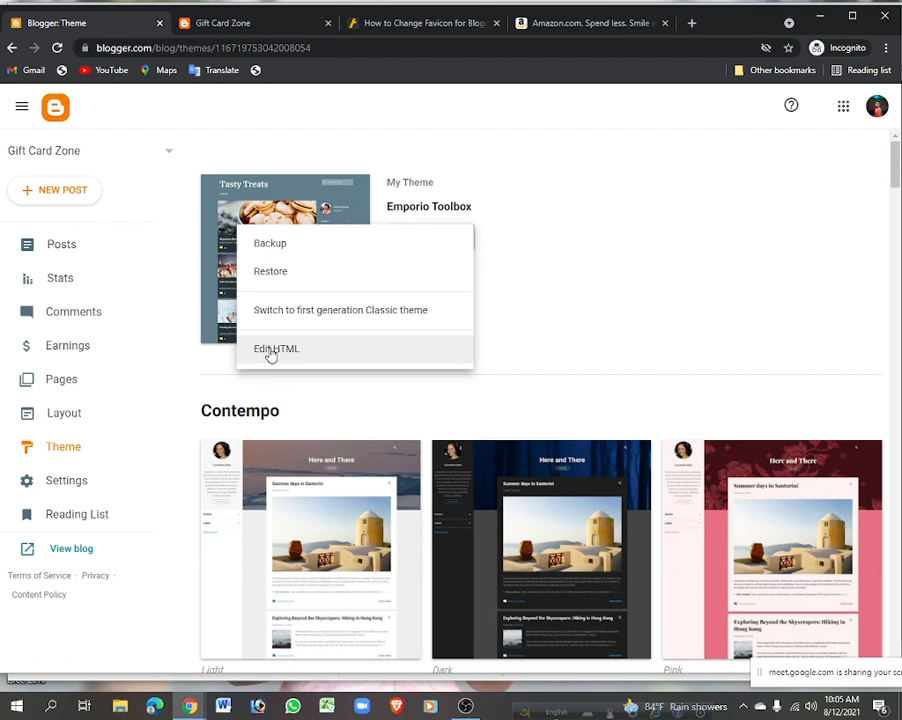 Blogger: Theme
Gift Card Zone
How to Change Favicon for Blog
Amazon.com. Spend less. Smile
blogger.com/blog/themes/116719753042008054
Incognito
Gmail
YouTube
Maps
Translate
Other bookmarks
Reading list
Gift Card Zone
NEW POST
Posts
Stats
Comments
Earnings
Pages
Layout
Theme
Settings
Reading List
View blog
Terms of Service · Privacy ·
Content Policy
Tasty Treats
My Theme
Emporio Toolbox
Backup
Restore
Switch to first generation Classic theme
Edit HTML
Contempo
Here and There
Summer days in Santorini
Exploring Beyond the Skyscrapers: Hiking in Hong Kong
Light
Here and There
Summer days in Santorini
Exploring Beyond the Skyscrapers: Hiking in Hong Kong
Dark
Here and There
Summer days in Santorini
Exploring Beyond the Skyscrapers: Hiking in
Hong Kong
Pink
meet.google.com is sharing your scr
English
84°F Rain showers
10:05 AM
8/12/2021
6